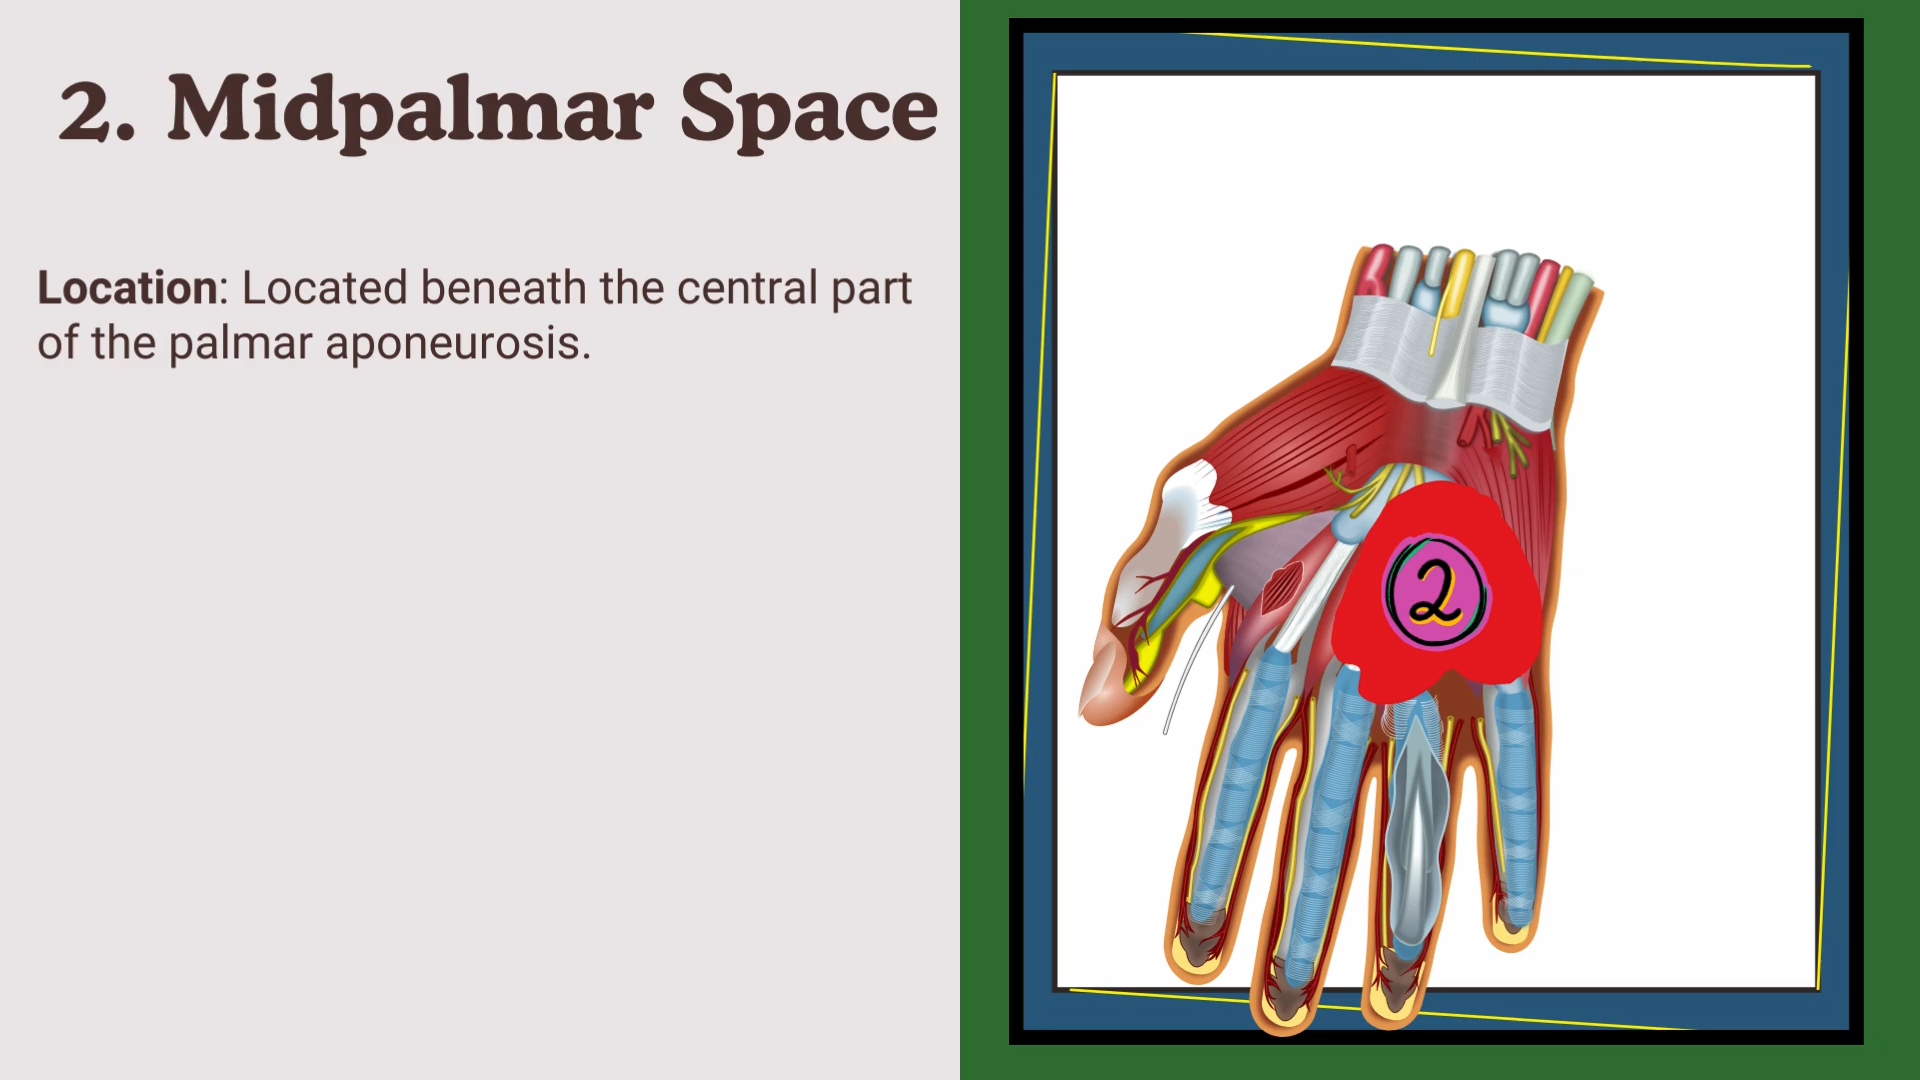 2. Midpalmar Space
Location: Located beneath the central part
of the palmar aponeurosis.
2